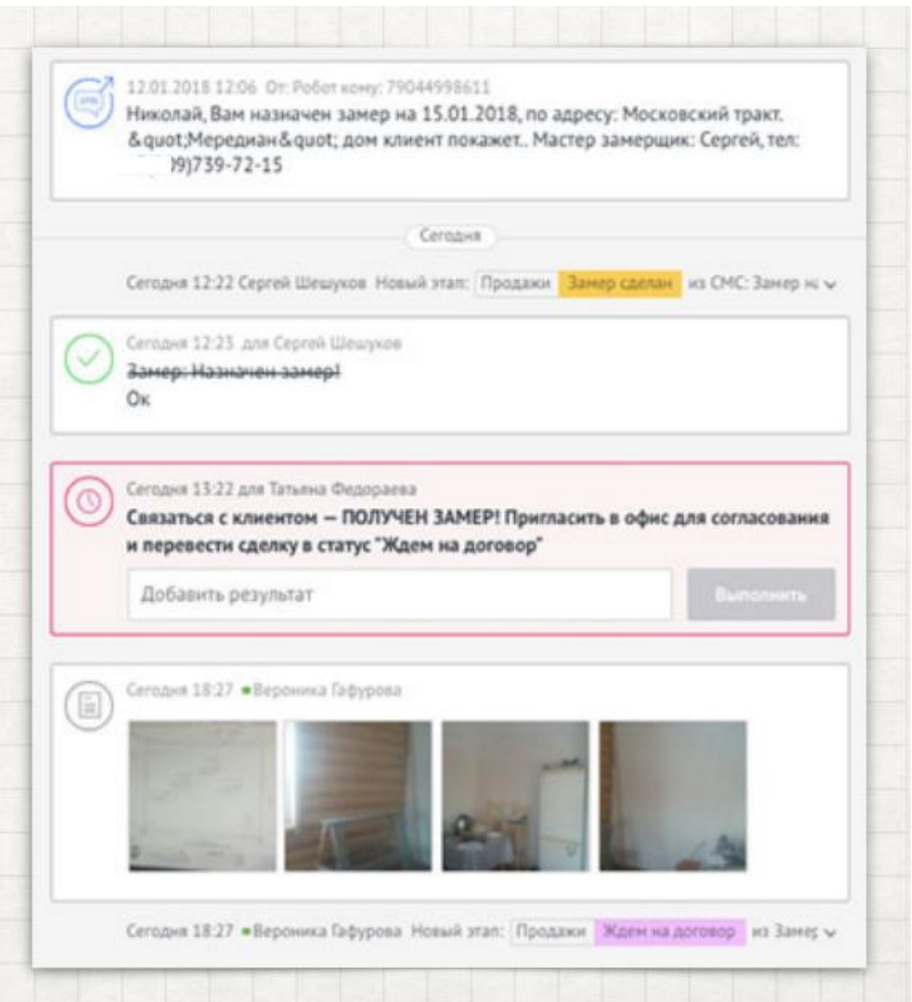 12.01.2018 12:06 От: Робот кому: 79044998611
Николай, Вам назначен замер на 15.01.2018, по адресу: Московский тракт.
&quot;Мередиан&quot; дом клиент покажет.. Мастер замерщик: Сергей, тел:
99)739-72-15
Сегодня
Сегодня 12:22 Сергей Шешуков Новый этап: Продажи Замер сделан из СМС: Замер на
Сегодня 12:23 для Сергей Шешуков
Замер: Назначен замер!
Ок
Сегодня 13:22 для Татьяна Федораева
Связаться с клиентом — ПОЛУЧЕН ЗАМЕР! Пригласить в офис для согласования
и перевести сделку в статус "Ждем на договор"
Добавить результат
Выполнить
Сегодня 18:27 Вероника Гафурова
Сегодня 18:27 Вероника Гафурова Новый этап: Продажи Ждем на договор из Замер